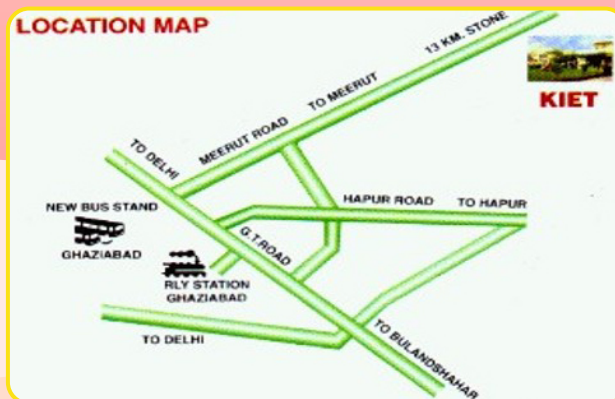 LOCATION MAP
13 KM. STONE
KIET
TO MEERUT
MEERUT ROAD
TO DELHI
NEW BUS STAND
GHAZIABAD
HAPUR ROAD
TO HAPUR
G.T.ROAD
RLY STATION
GHAZIABAD
TO DELHI
TO BULANDSHAHAR